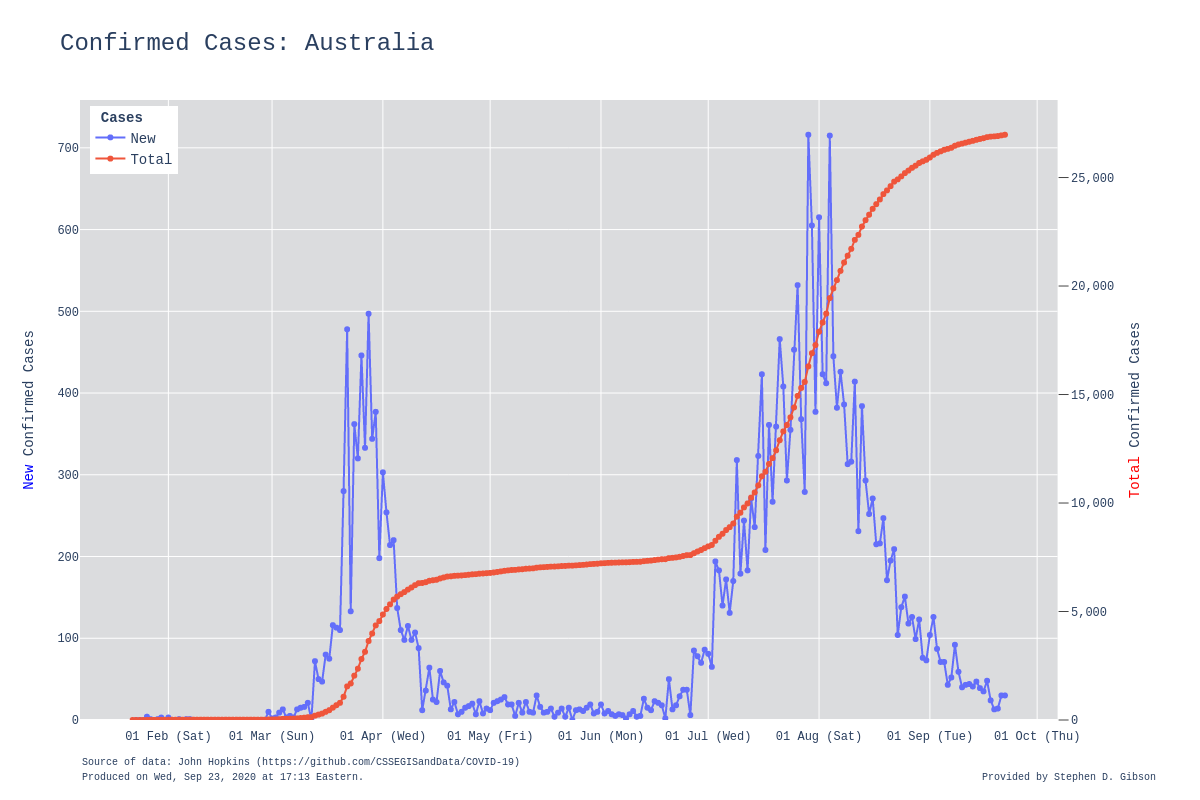 Confirmed Cases: Australia
Cases
New
Total
700
600
500
400
300
200
100
0
25,000
20,000
15,000
10,000
5,000
0
New Confirmed Cases
Total Confirmed Cases
01 Feb (Sat) 01 Mar (Sun) 01 Apr (Wed) 01 May (Fri) 01 Jun (Mon) 01 Jul (Wed) 01 Aug (Sat) 01 Sep (Tue) 01 Oct (Thu)
Source of data: John Hopkins (https://github.com/CSSEGISandData/COVID-19)
Produced on Wed, Sep 23, 2020 at 17:13 Eastern.
Provided by Stephen D. Gibson